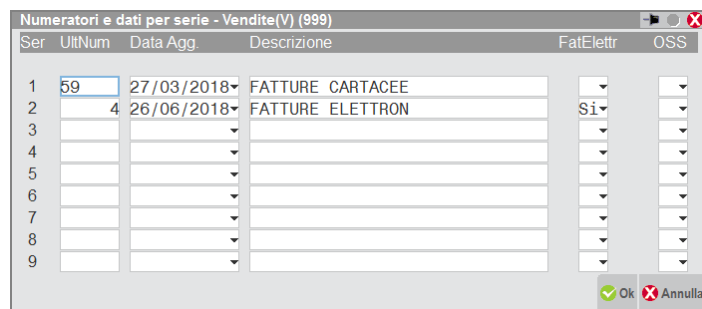 Numeratori e dati per serie - Vendite(V) (999)
Ser UltNum Data Agg. Descrizione FatElettr OSS
1 59 27/03/2018 FATTURE CARTACEE
2 4 26/06/2018 FATTURE ELETTRON Si
3
4
5
6
7
8
9
Ok Annulla